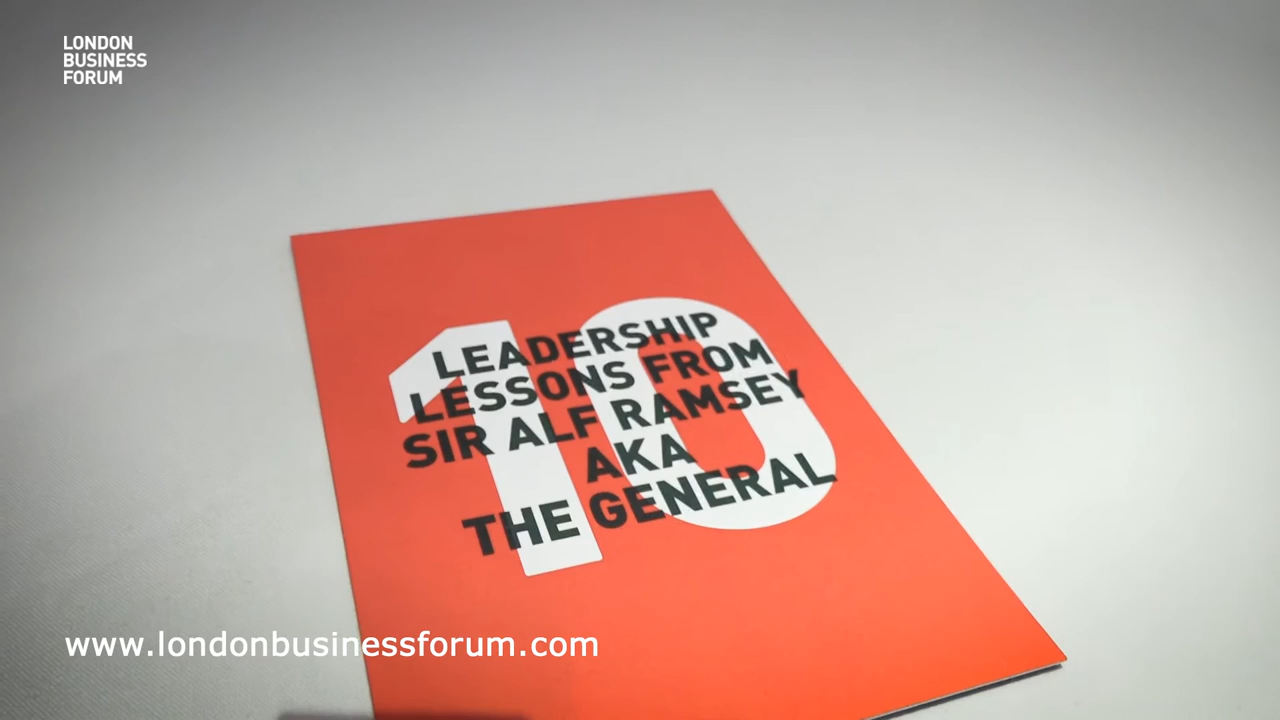 LONDON
BUSINESS
FORUM
10
LEADERSHIP
LESSONS FROM
SIR ALF RAMSEY
AKA
THE GENERAL
www.londonbusinessforum.com